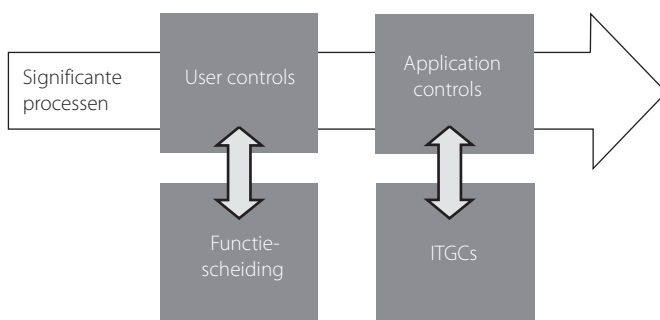 Significante
processen
User controls
Application
controls
Functie-
scheiding
ITGCs